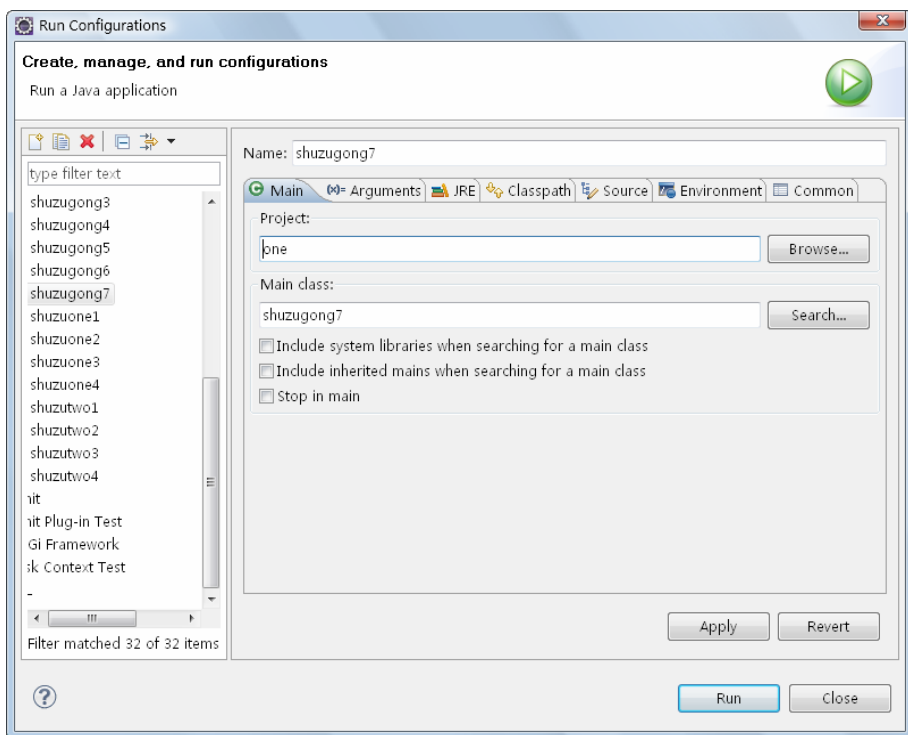 Run Configurations
Create, manage, and run configurations
Run a Java application
type filter text
shuzugong3
shuzugong4
shuzugong5
shuzugong6
shuzugong7
shuzuone1
shuzuone2
shuzuone3
shuzuone4
shuzutwo1
shuzutwo2
shuzutwo3
shuzutwo4
nit
nit Plug-in Test
Gi Framework
sk Context Test
Filter matched 32 of 32 items
Name: shuzugong7
Main (x)= Arguments JRE Classpath Source Environment Common
Project:
one
Browse...
Main class:
shuzugong7
Search...
Include system libraries when searching for a main class
Include inherited mains when searching for a main class
Stop in main
Apply Revert
Run Close